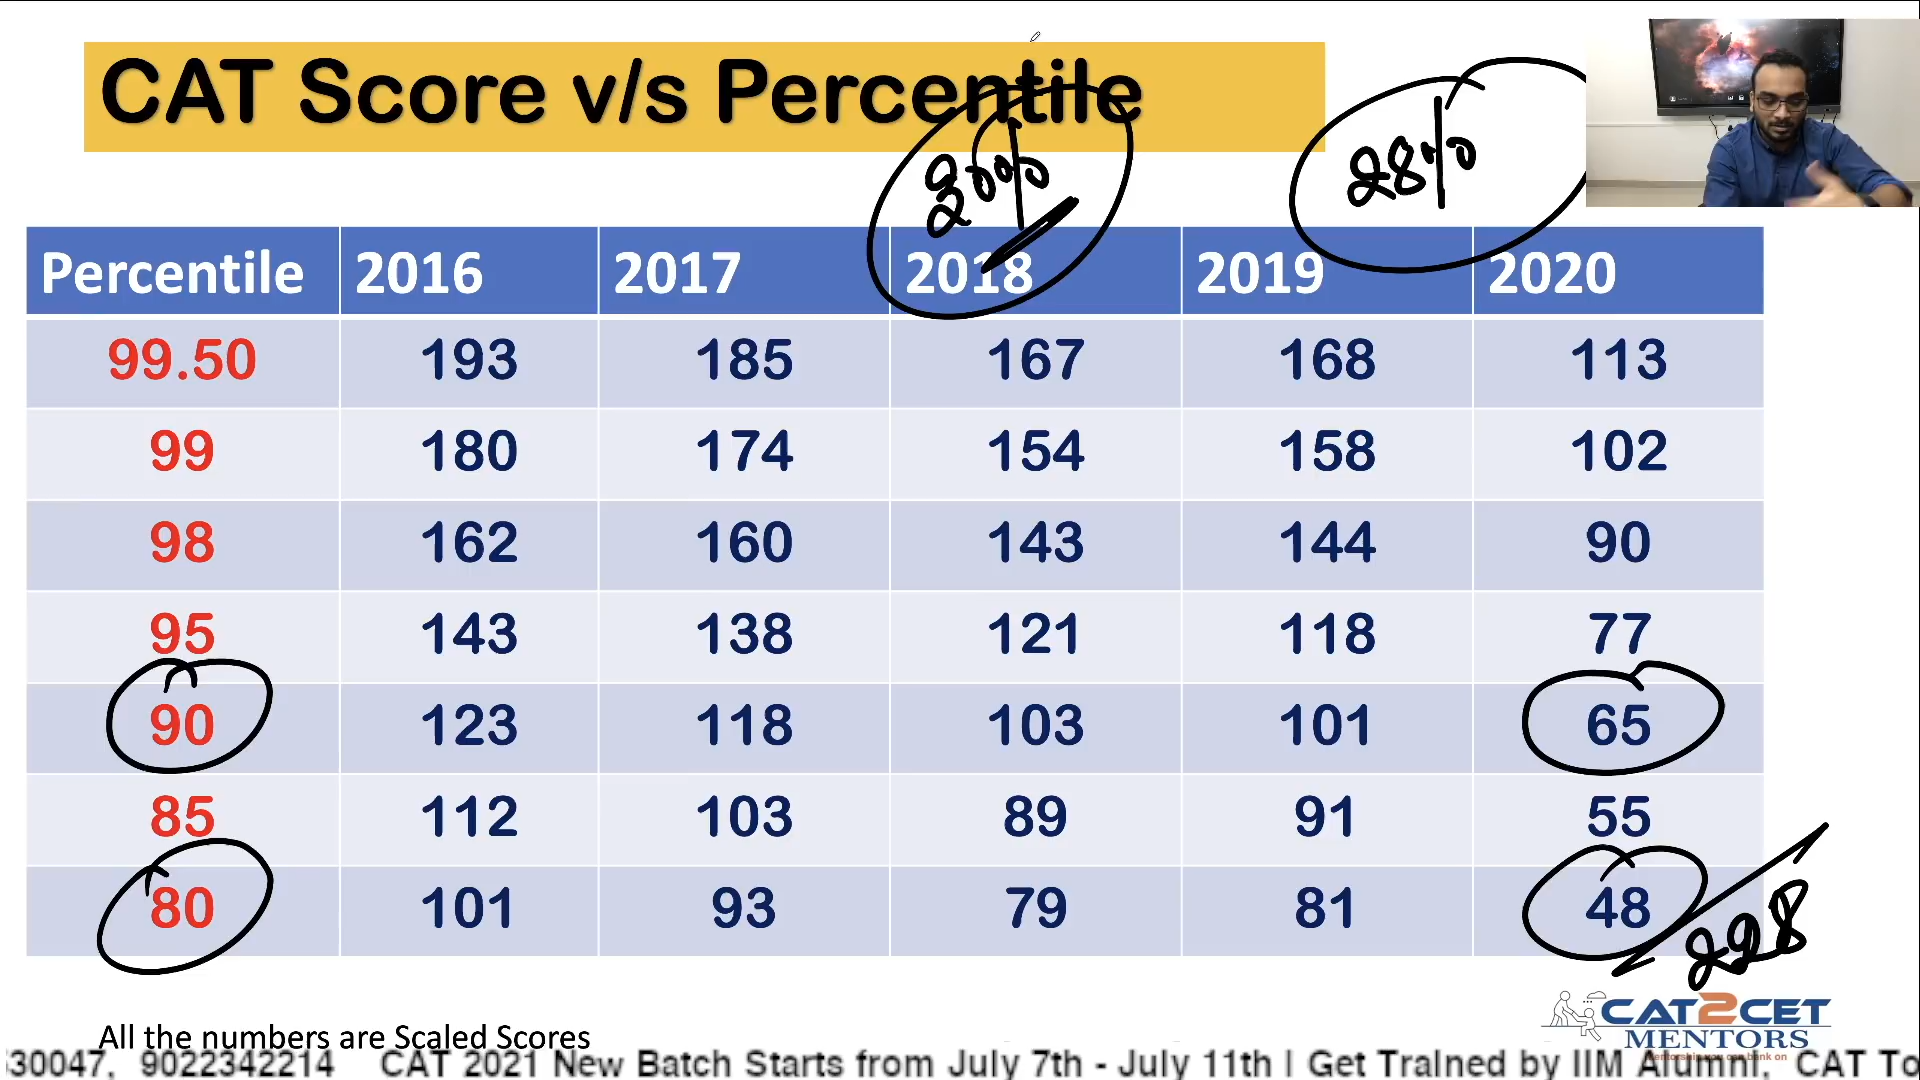 CAT Score v/s Percentile
28%
Percentile 2016 2017 2018 2019 2020
99.50 193 185 167 168 113
99 180 174 154 158 102
98 162 160 143 144 90
95 143 138 121 118 77
90 123 118 103 101 65
85 112 103 89 91 55
80 101 93 79 81 48
228
CAT2CET
MENTORS
All the numbers are Scaled Scores
30047, 9022342214 CAT 2021 New Batch Starts from July 7th - July 11th | Get TraIned by IIM Alumni, CAT To